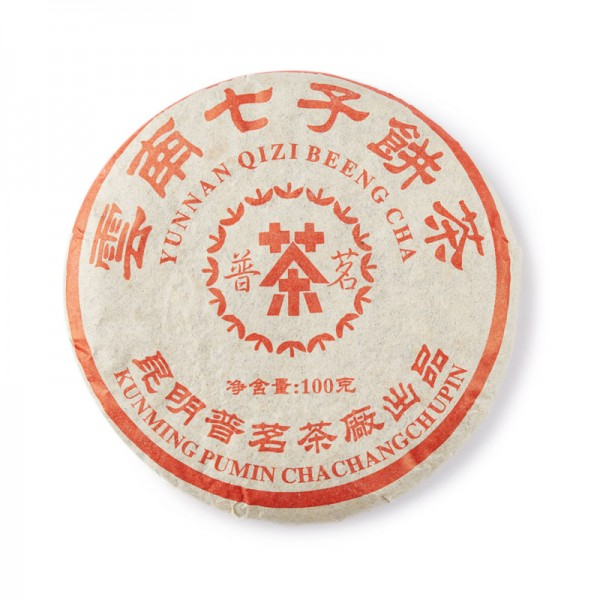 雲南七子餅茶
YUNNAN QIZI BEENG CHA
普茶茗
净含量:100克
昆明普茗茶廠出品
KUNMING PUMIN CHACHANGCHUPIN